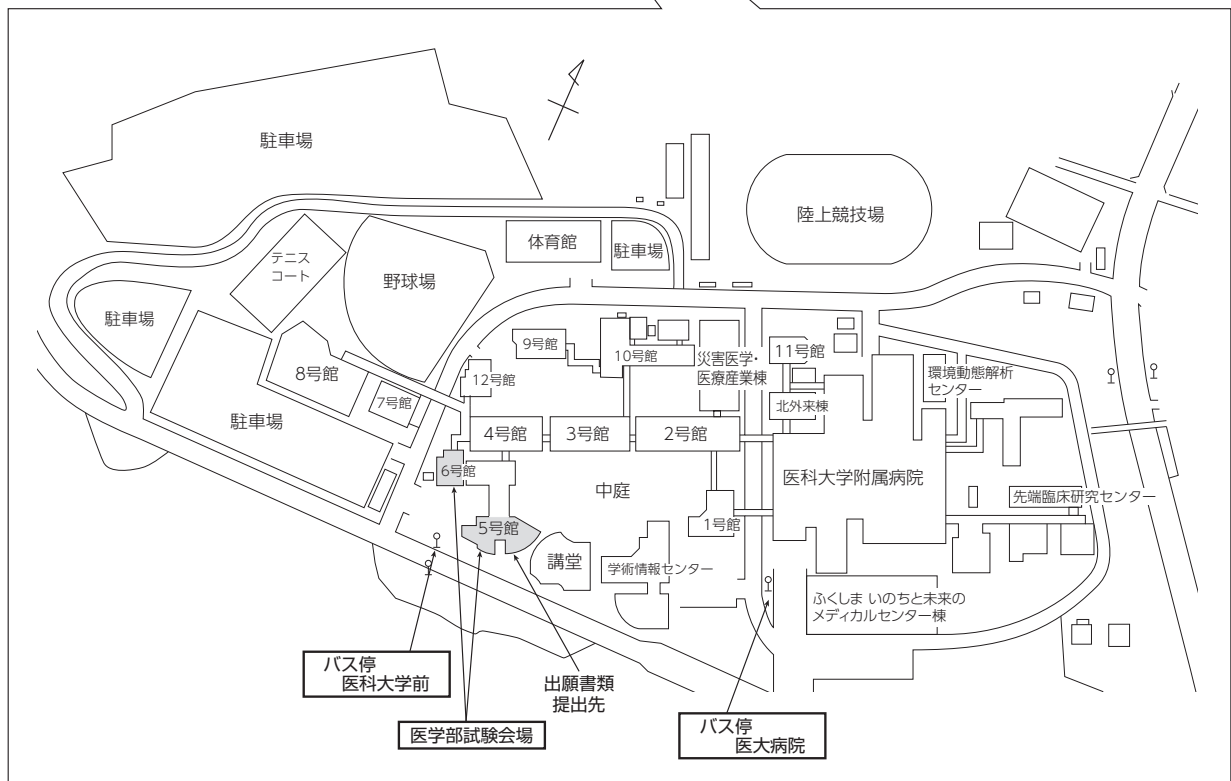 駐車場
陸上競技場
体育館
駐車場
テニス
コート
野球場
駐車場
9号館
10号館
災害医学・
医療産業棟
11号館
環境動態解析
センター
8号館
12号館
7号館
北外来棟
駐車場
4号館
3号館
2号館
6号館
中庭
医科大学附属病院
先端臨床研究センター
5号館
1号館
講堂
学術情報センター
ふくしま いのちと未来の
メディカルセンター棟
バス停
医科大学前
出願書類
提出先
医学部試験会場
バス停
医大病院